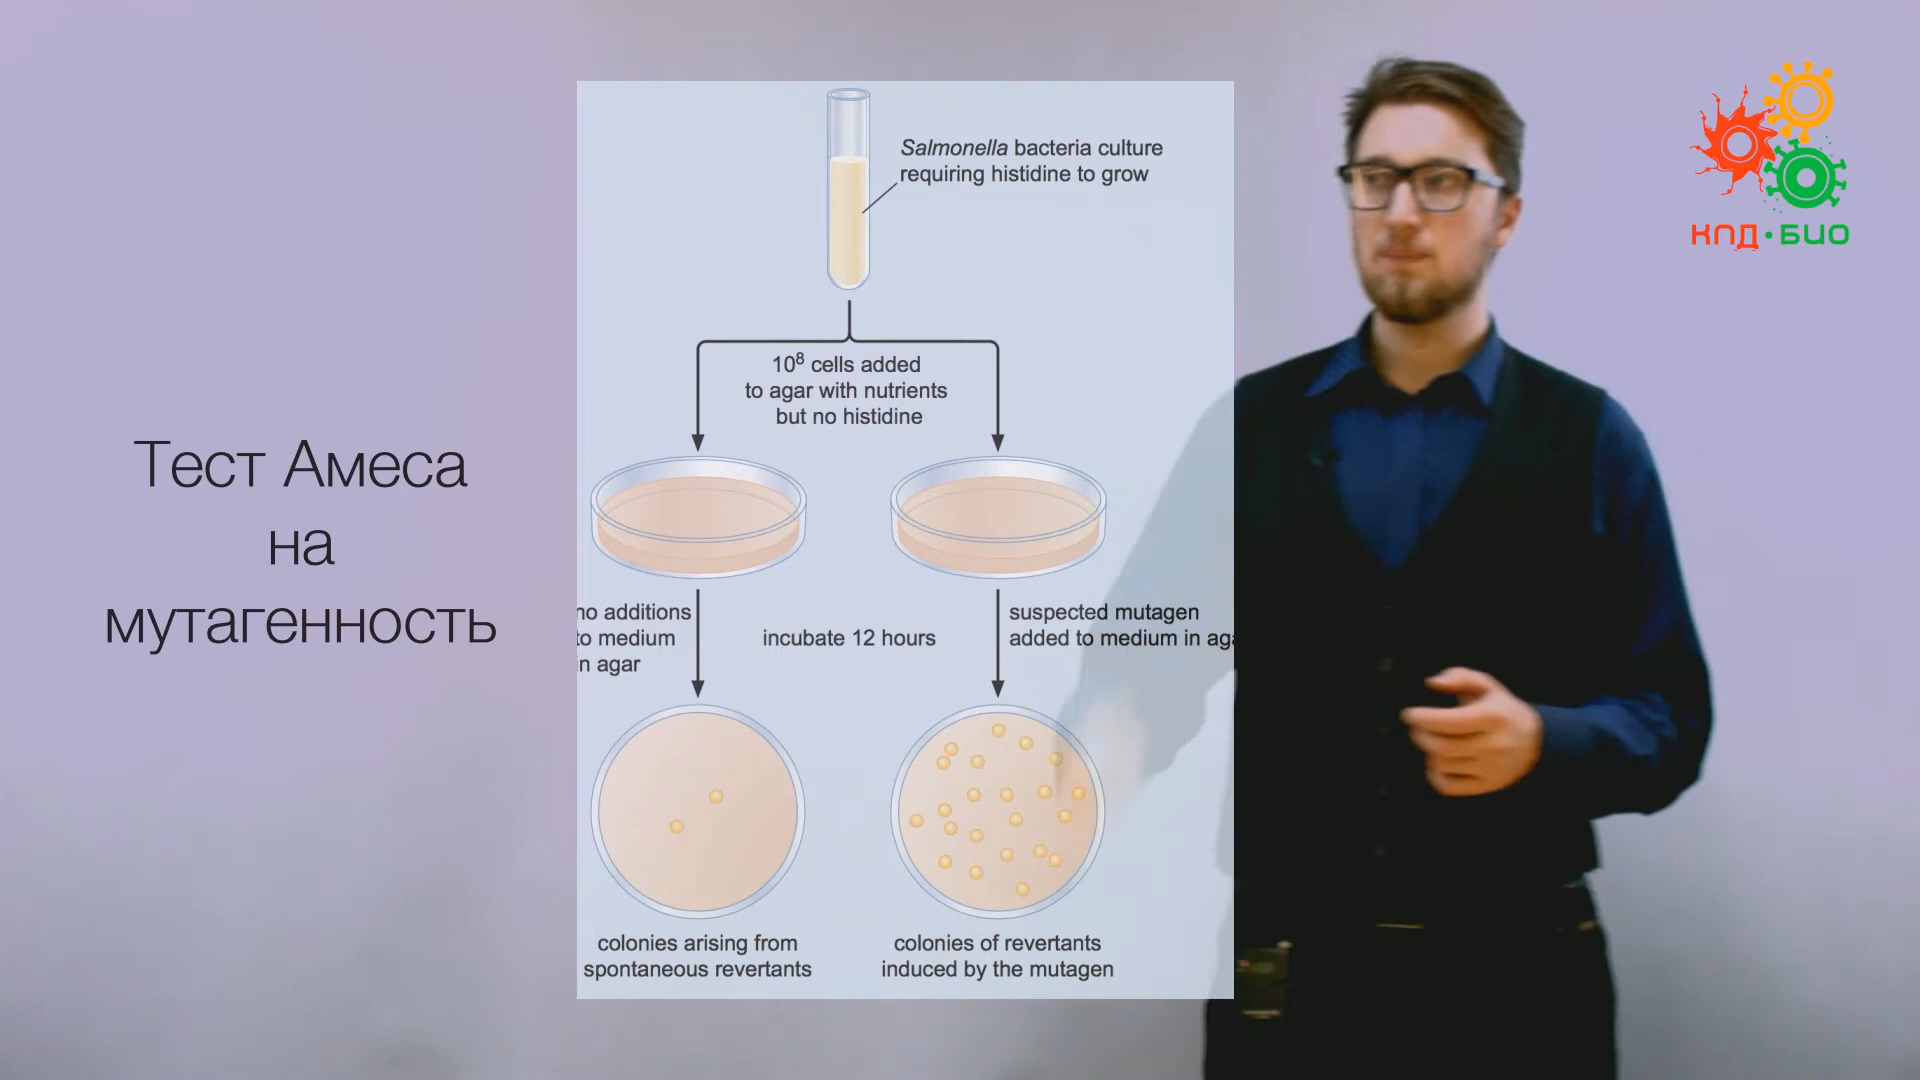 Тест Амеса
на
мутагенность
Salmonella bacteria culture
requiring histidine to grow
10⁸ cells added
to agar with nutrients
but no histidine
no additions
to medium
in agar
incubate 12 hours
suspected mutagen
added to medium in aga
colonies arising from
spontaneous revertants
colonies of revertants
induced by the mutagen
КПД·БИО